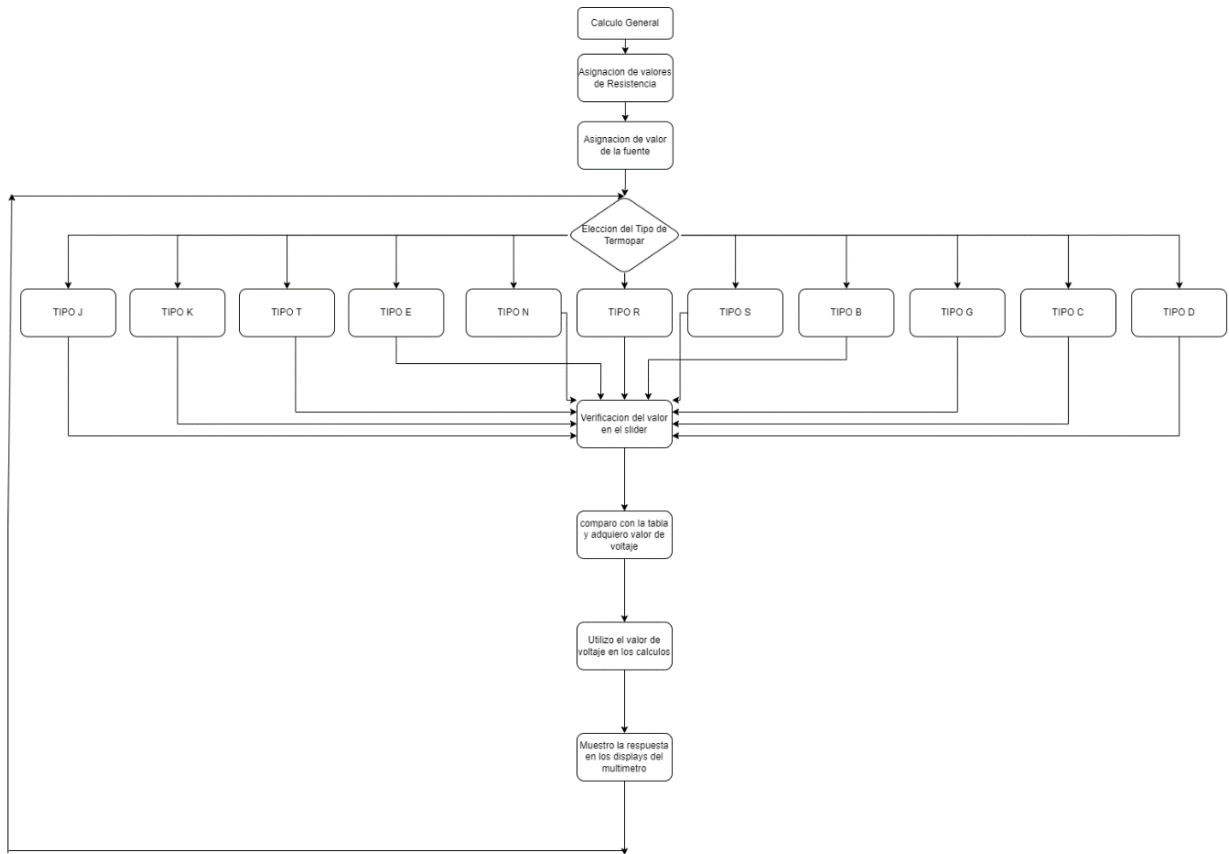 Calculo General
Asignacion de valores
de Resistencia
Asignacion de valor
de la fuente
Eleccion del Tipo de
Termopar
TIPO J
TIPO K
TIPO T
TIPO E
TIPO N
TIPO R
TIPO S
TIPO B
TIPO G
TIPO C
TIPO D
Verificacion del valor
en el slider
comparo con la tabla
y adquiero valor de
voltaje
Utilizo el valor de
voltaje en los calculos
Muestro la respuesta
en los displays del
multimetro